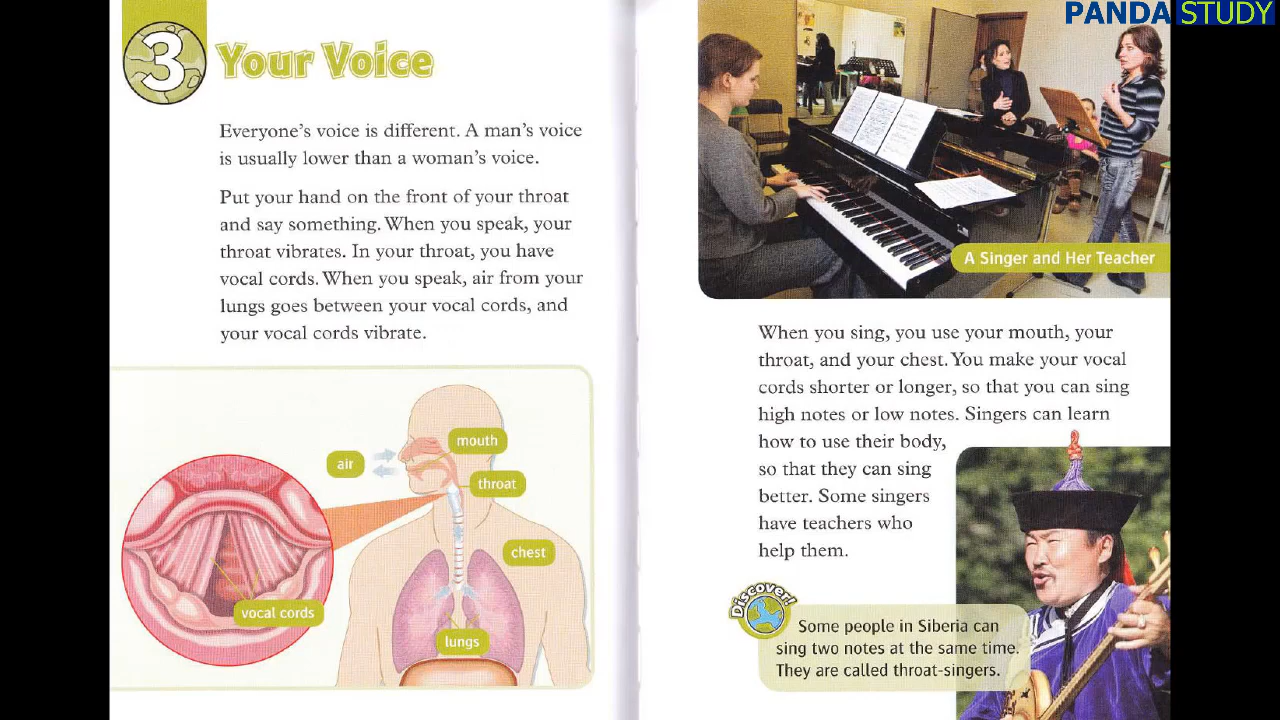 PANDA STUDY
3 Your Voice
Everyone's voice is different. A man's voice
is usually lower than a woman's voice.
Put your hand on the front of your throat
and say something. When you speak, your
throat vibrates. In your throat, you have
vocal cords. When you speak, air from your
lungs goes between your vocal cords, and
your vocal cords vibrate.
mouth
air
throat
chest
vocal cords
lungs
A Singer and Her Teacher
When you sing, you use your mouth, your
throat, and your chest. You make your vocal
cords shorter or longer, so that you can sing
high notes or low notes. Singers can learn
how to use their body,
so that they can sing
better. Some singers
have teachers who
help them.
Discover!
Some people in Siberia can
sing two notes at the same time.
They are called throat-singers.